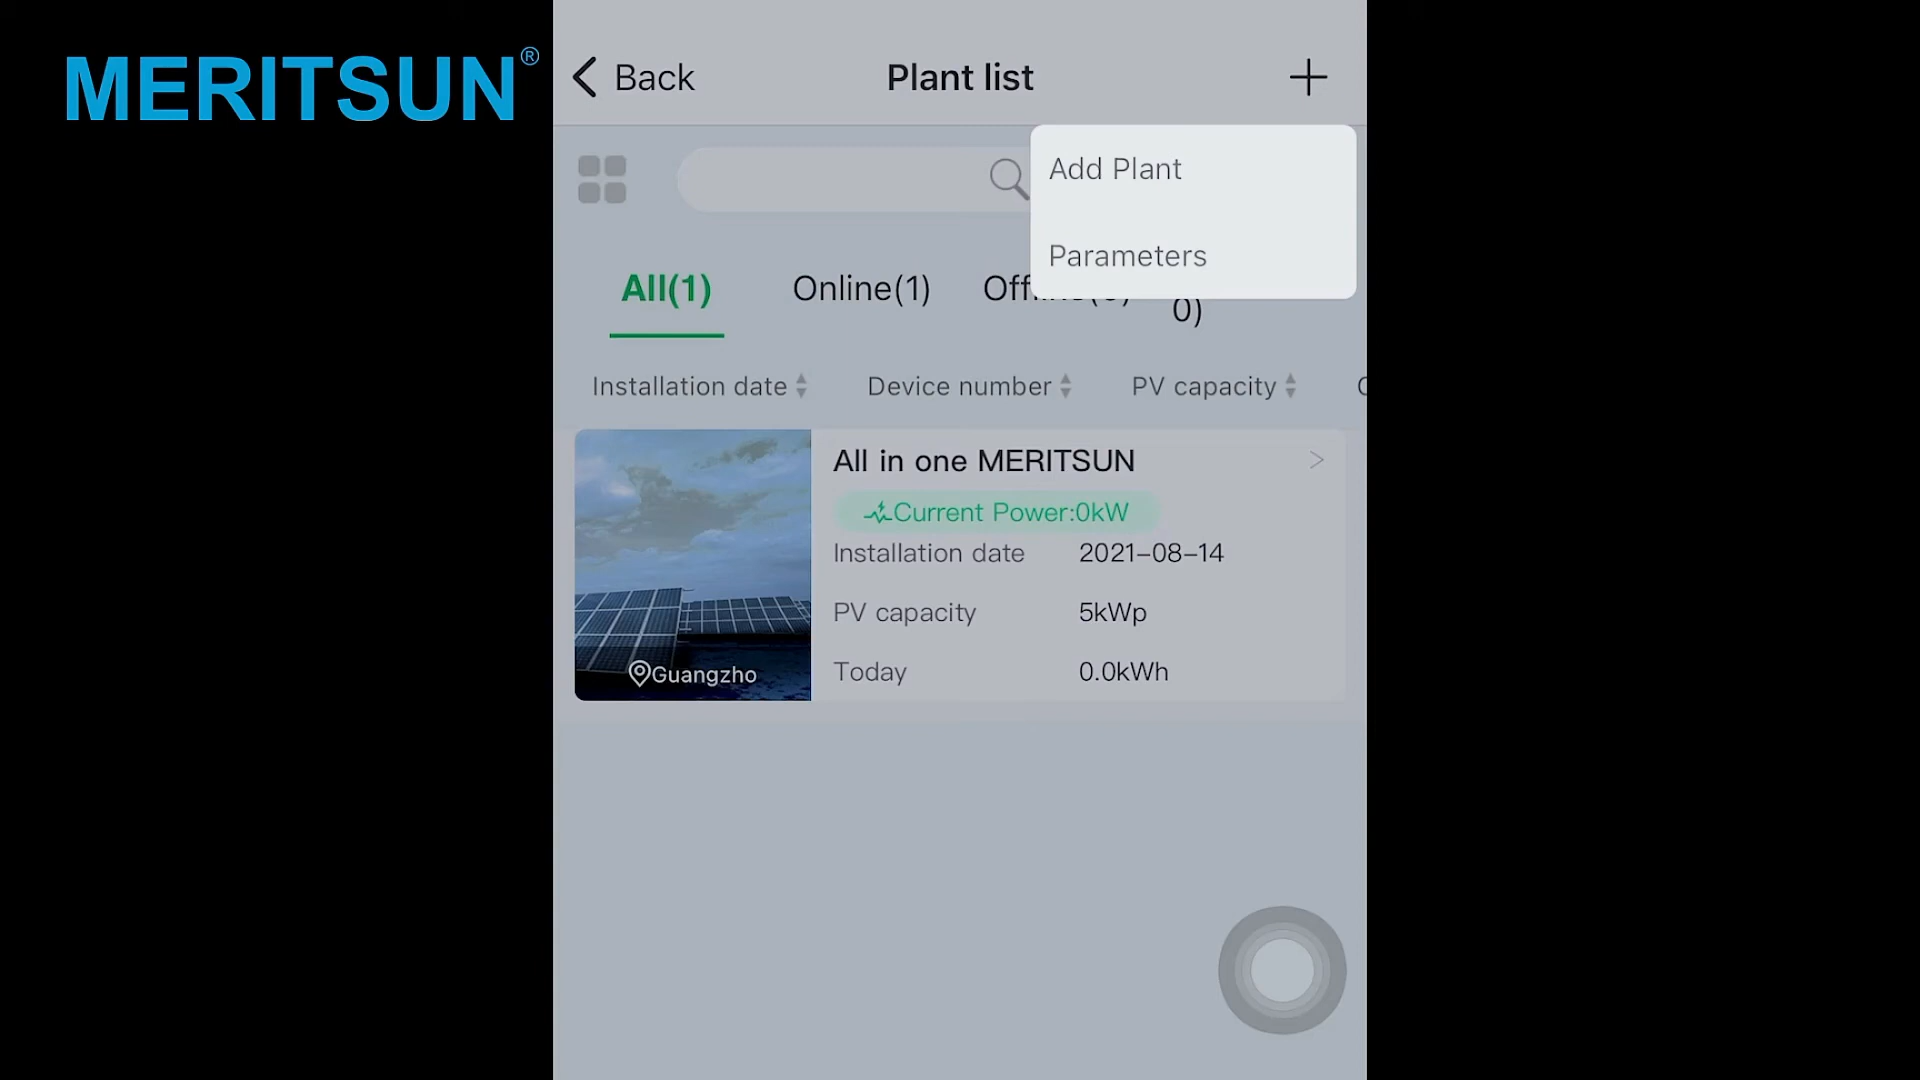 MERITSUN®
Back
Plant list
+
Add Plant
Parameters
All(1)
Online(1)
0)
Installation date
Device number
PV capacity
All in one MERITSUN
>
Current Power:0kW
Installation date
2021-08-14
PV capacity
5kWp
Today
0.0kWh
Guangzho